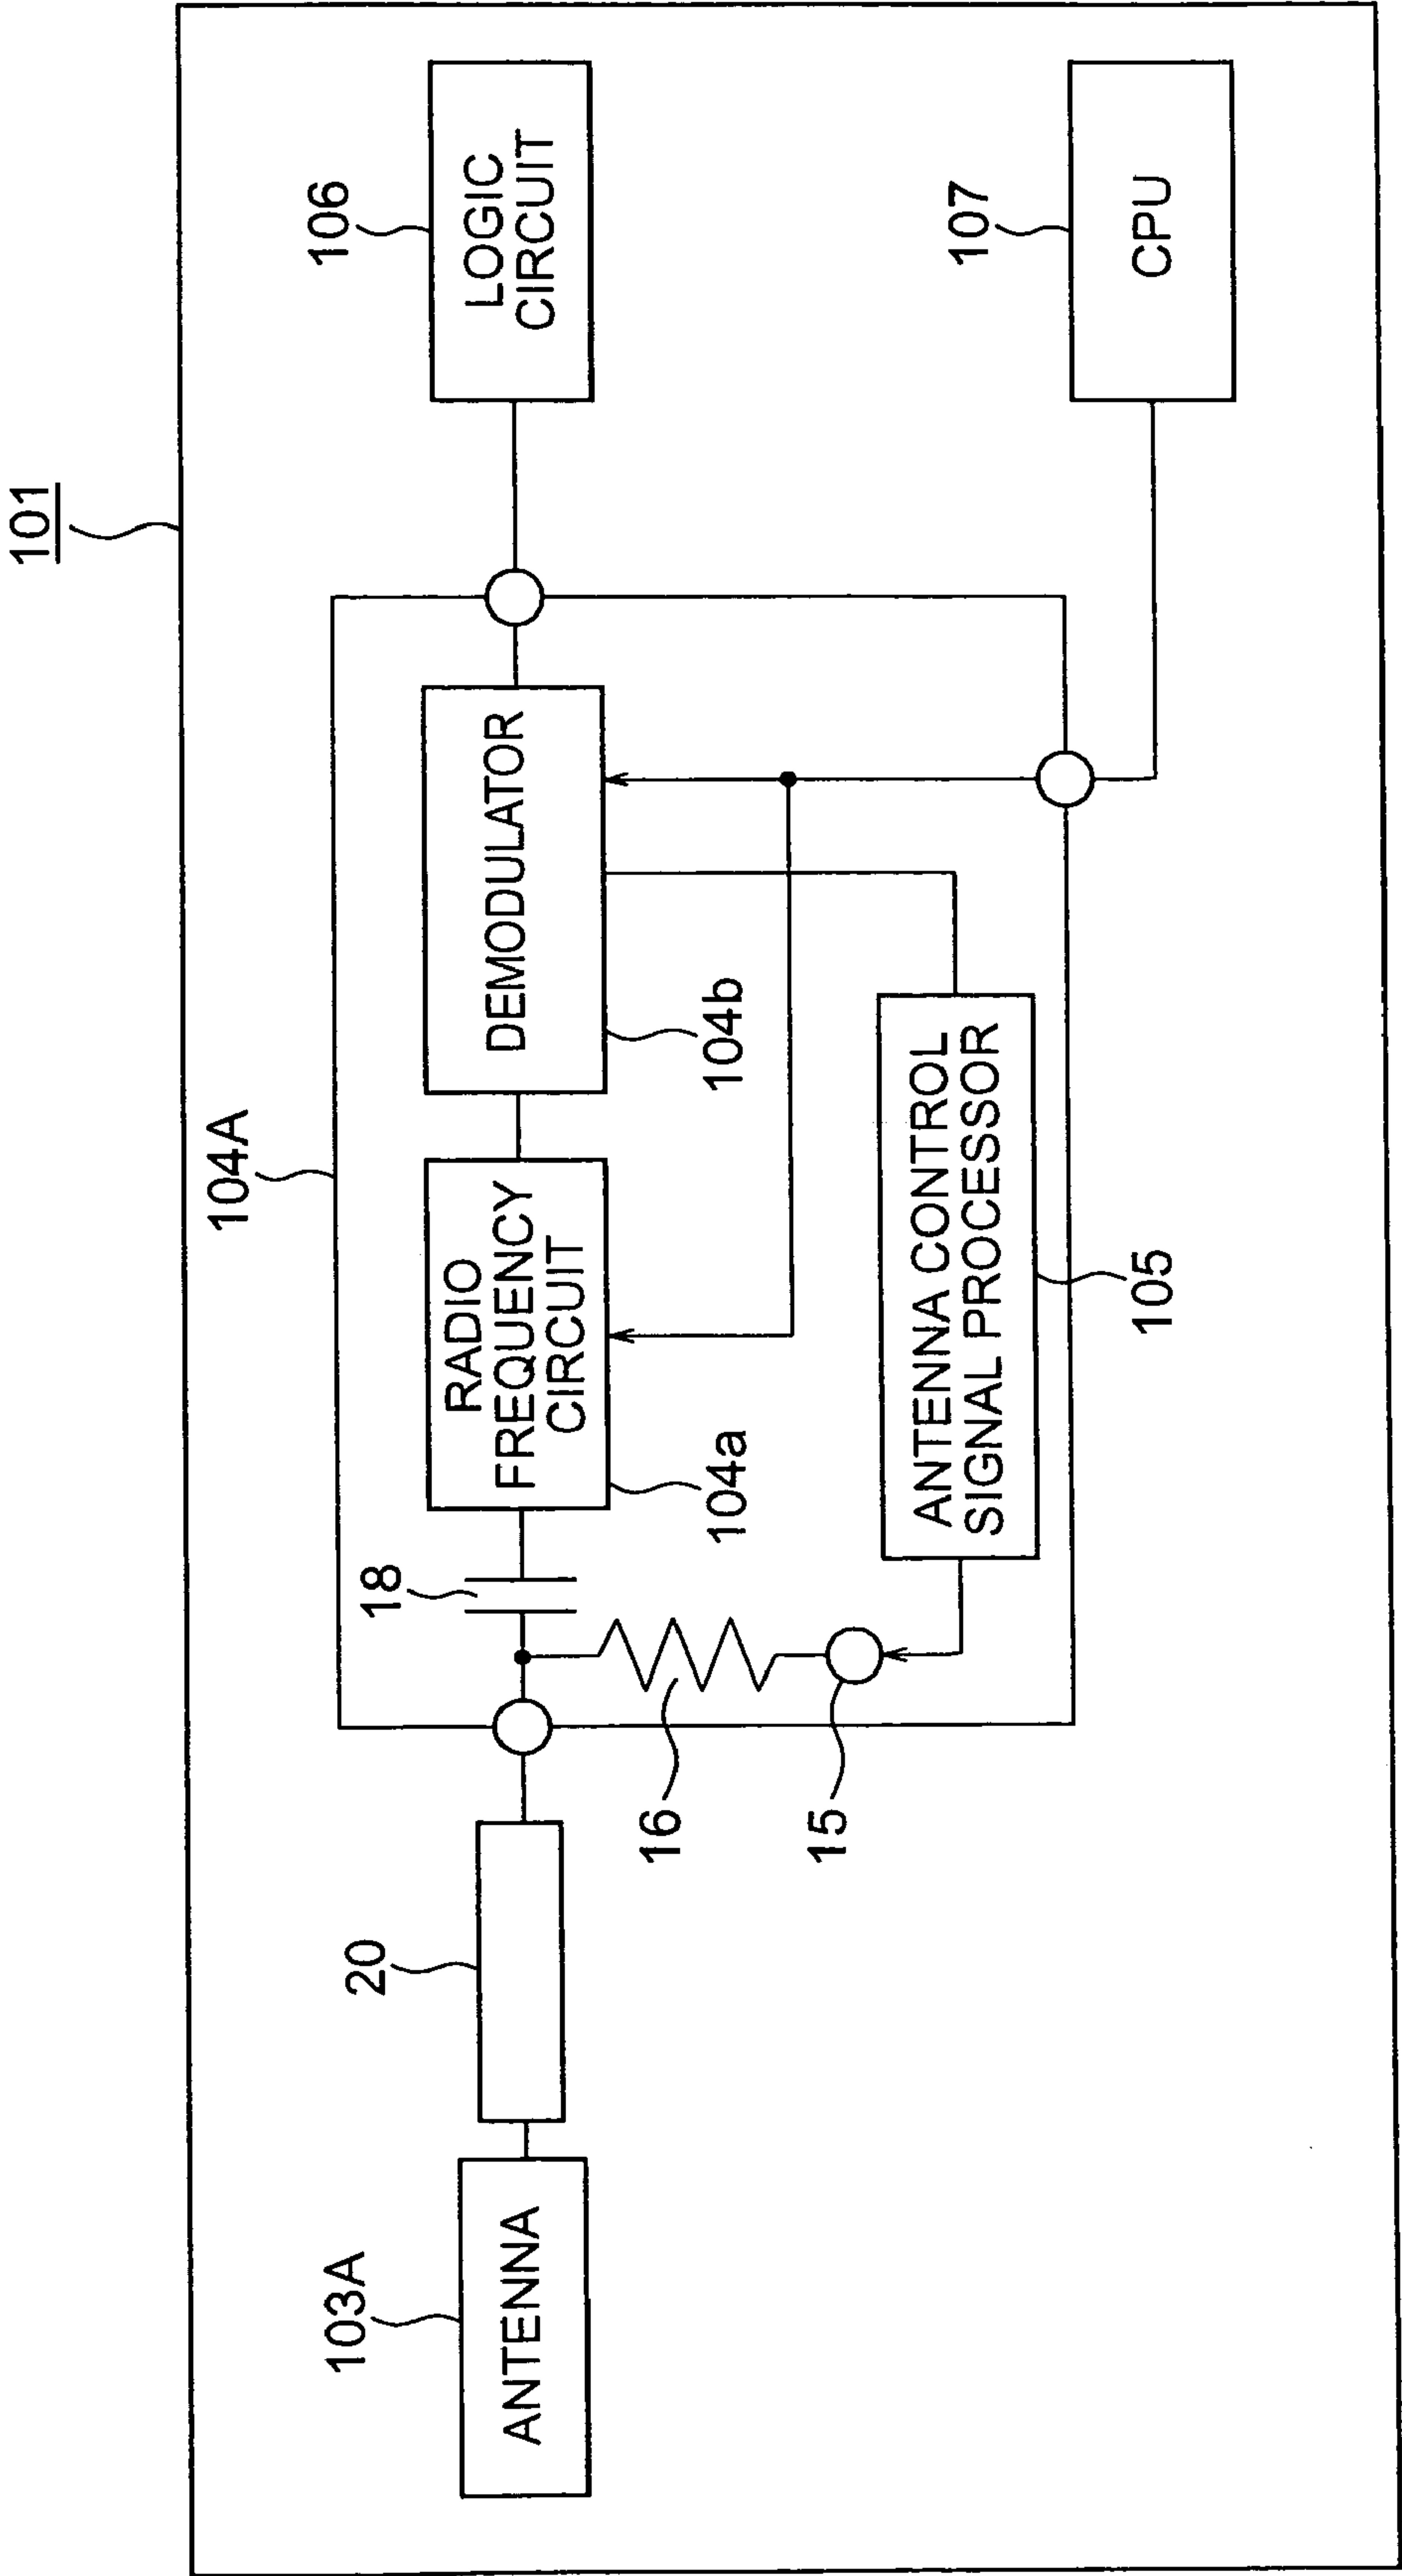 101
104A
103A
ANTENNA
20
18
RADIO
FREQUENCY
CIRCUIT
104a
DEMODULATOR
104b
106
LOGIC
CIRCUIT
16
15
ANTENNA CONTROL
SIGNAL PROCESSOR
105
107
CPU